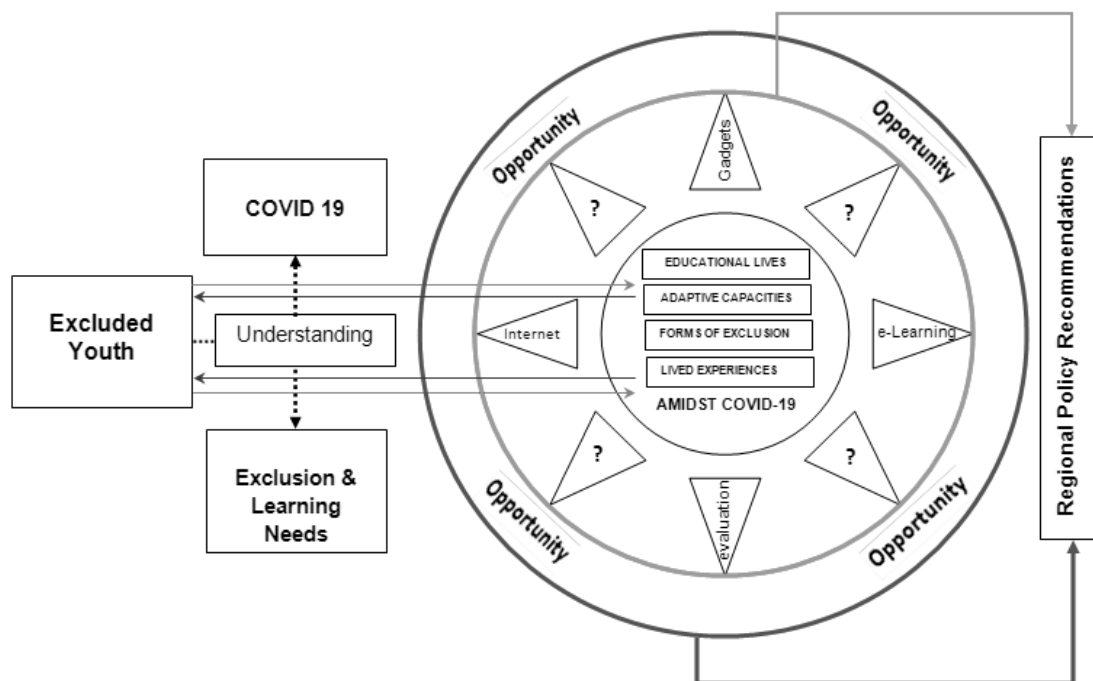 COVID 19
Excluded
Youth
Understanding
Exclusion &
Learning
Needs
Opportunity
Opportunity
Gadgets
?
?
EDUCATIONAL LIVES
ADAPTIVE CAPACITIES
FORMS OF EXCLUSION
LIVED EXPERIENCES
AMIDST COVID-19
Internet
e-Learning
?
?
evaluation
Opportunity
Opportunity
Regional Policy Recommendations